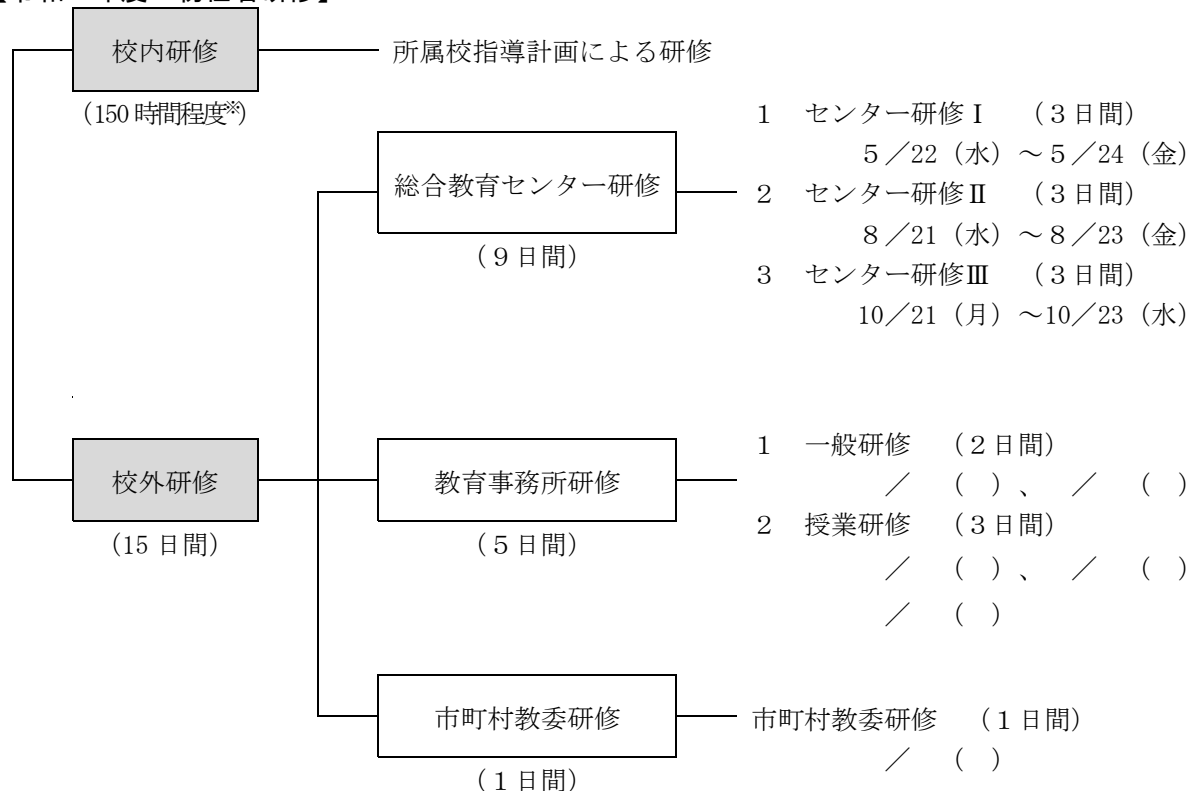 校内研修
所属校指導計画による研修
(150 時間程度※)
総合教育センター研修
(9日間)
1 センター研修Ⅰ (3日間)
5／22(水)～5／24(金)
2 センター研修Ⅱ (3日間)
8／21(水)～8／23(金)
3 センター研修Ⅲ (3日間)
10／21(月)～10／23(水)
校外研修
(15 日間)
教育事務所研修
(5日間)
1 一般研修 (2日間)
／ ( )、 ／ ( )
2 授業研修 (3日間)
／ ( )、 ／ ( )
／ ( )
市町村教委研修
(1日間)
市町村教委研修 (1日間)
／ ( )